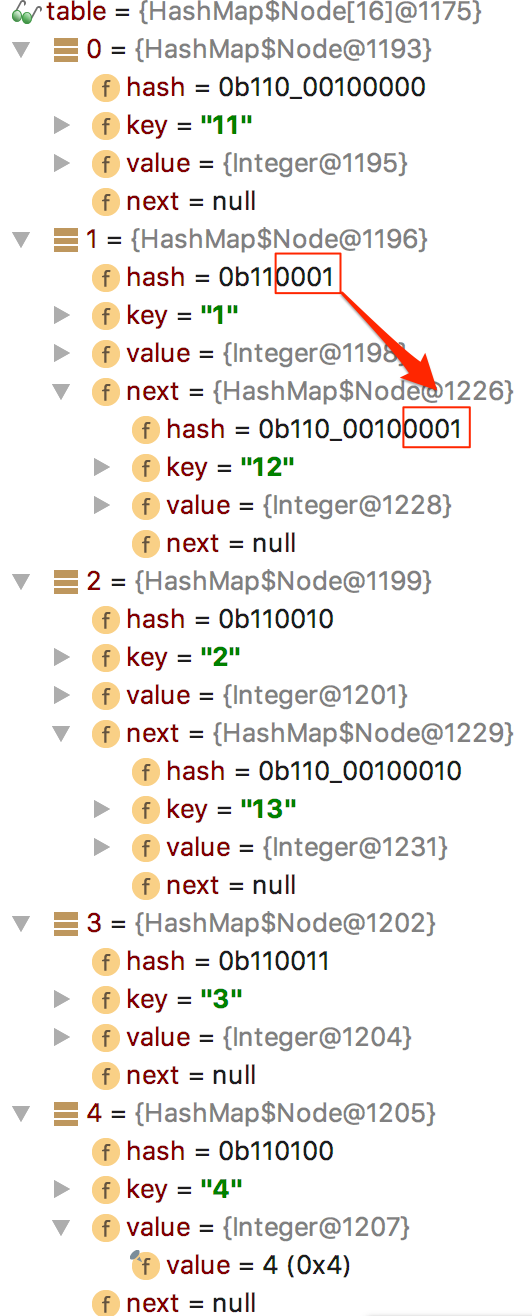 table = {HashMap$Node[16]@1175}
0 = {HashMap$Node@1193}
f hash = 0b110_00100000
f key = "11"
f value = {Integer@1195}
f next = null
1 = {HashMap$Node@1196}
f hash = 0b110001
f key = "1"
f value = {Integer@1198}
f next = {HashMap$Node@1226}
f hash = 0b110_00100001
f key = "12"
f value = {Integer@1228}
f next = null
2 = {HashMap$Node@1199}
f hash = 0b110010
f key = "2"
f value = {Integer@1201}
f next = {HashMap$Node@1229}
f hash = 0b110_00100010
f key = "13"
f value = {Integer@1231}
f next = null
3 = {HashMap$Node@1202}
f hash = 0b110011
f key = "3"
f value = {Integer@1204}
f next = null
4 = {HashMap$Node@1205}
f hash = 0b110100
f key = "4"
f value = {Integer@1207}
f value = 4 (0x4)
f next = null